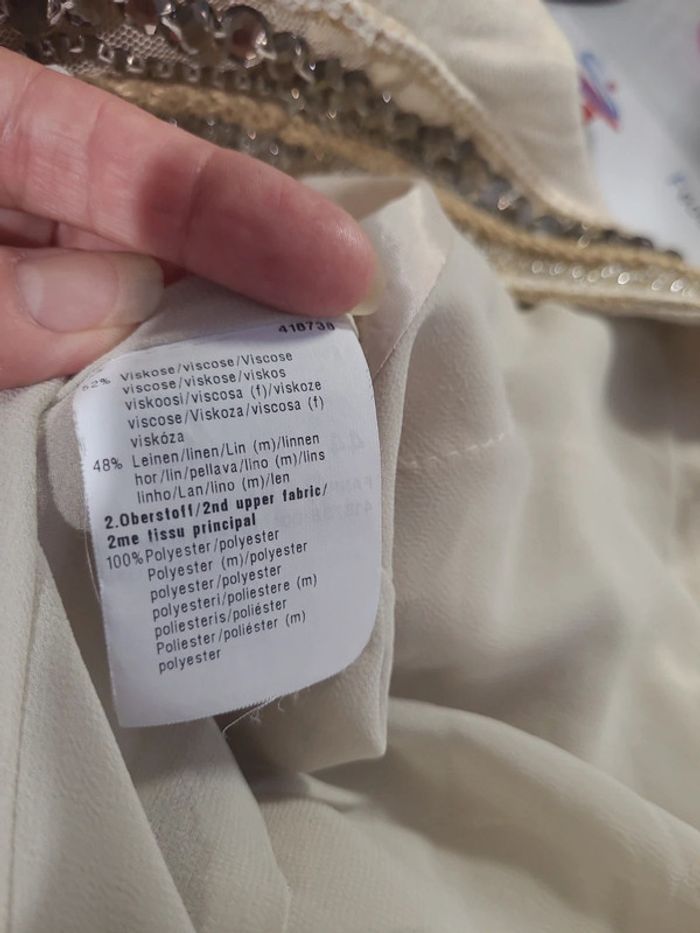 418738
52% Viskose/viscose/Viscose
viscose/viskose/viskos
viskoosi/viscosa (f)/viskoze
viscose/Viskoza/viscosa (f)
viskóza
48% Leinen/linen/Lin (m)/linnen
hor/lin/pellava/lino (m)/lins
linho/Lan/lino (m)/len
2.Oberstoff/2nd upper fabric/
2me tissu principal
100% Polyester/polyester
Polyester (m)/polyester
polyester/polyester
polyesteri/poliestere (m)
poliesteris/poliéster
Poliester/poliéster (m)
polyester